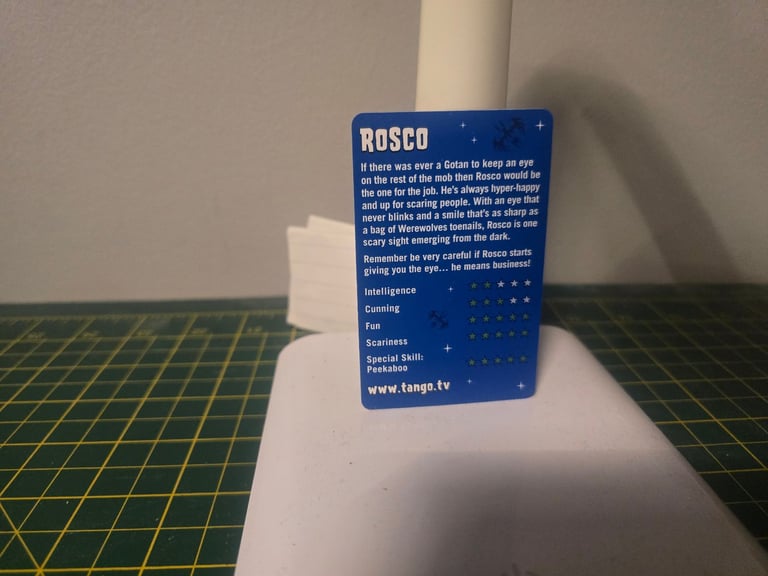 ROSCO
If there was ever a Gotan to keep an eye
on the rest of the mob then Rosco would be
the one for the job. He's always hyper-happy
and up for scaring people. With an eye that
never blinks and a smile that's as sharp as
a bag of Werewolves toenails, Rosco is one
scary sight emerging from the dark.
Remember be very careful if Rosco starts
giving you the eye... he means business!
Intelligence
Cunning
Fun
Scariness
Special Skill:
Peekaboo
www.tango.tv